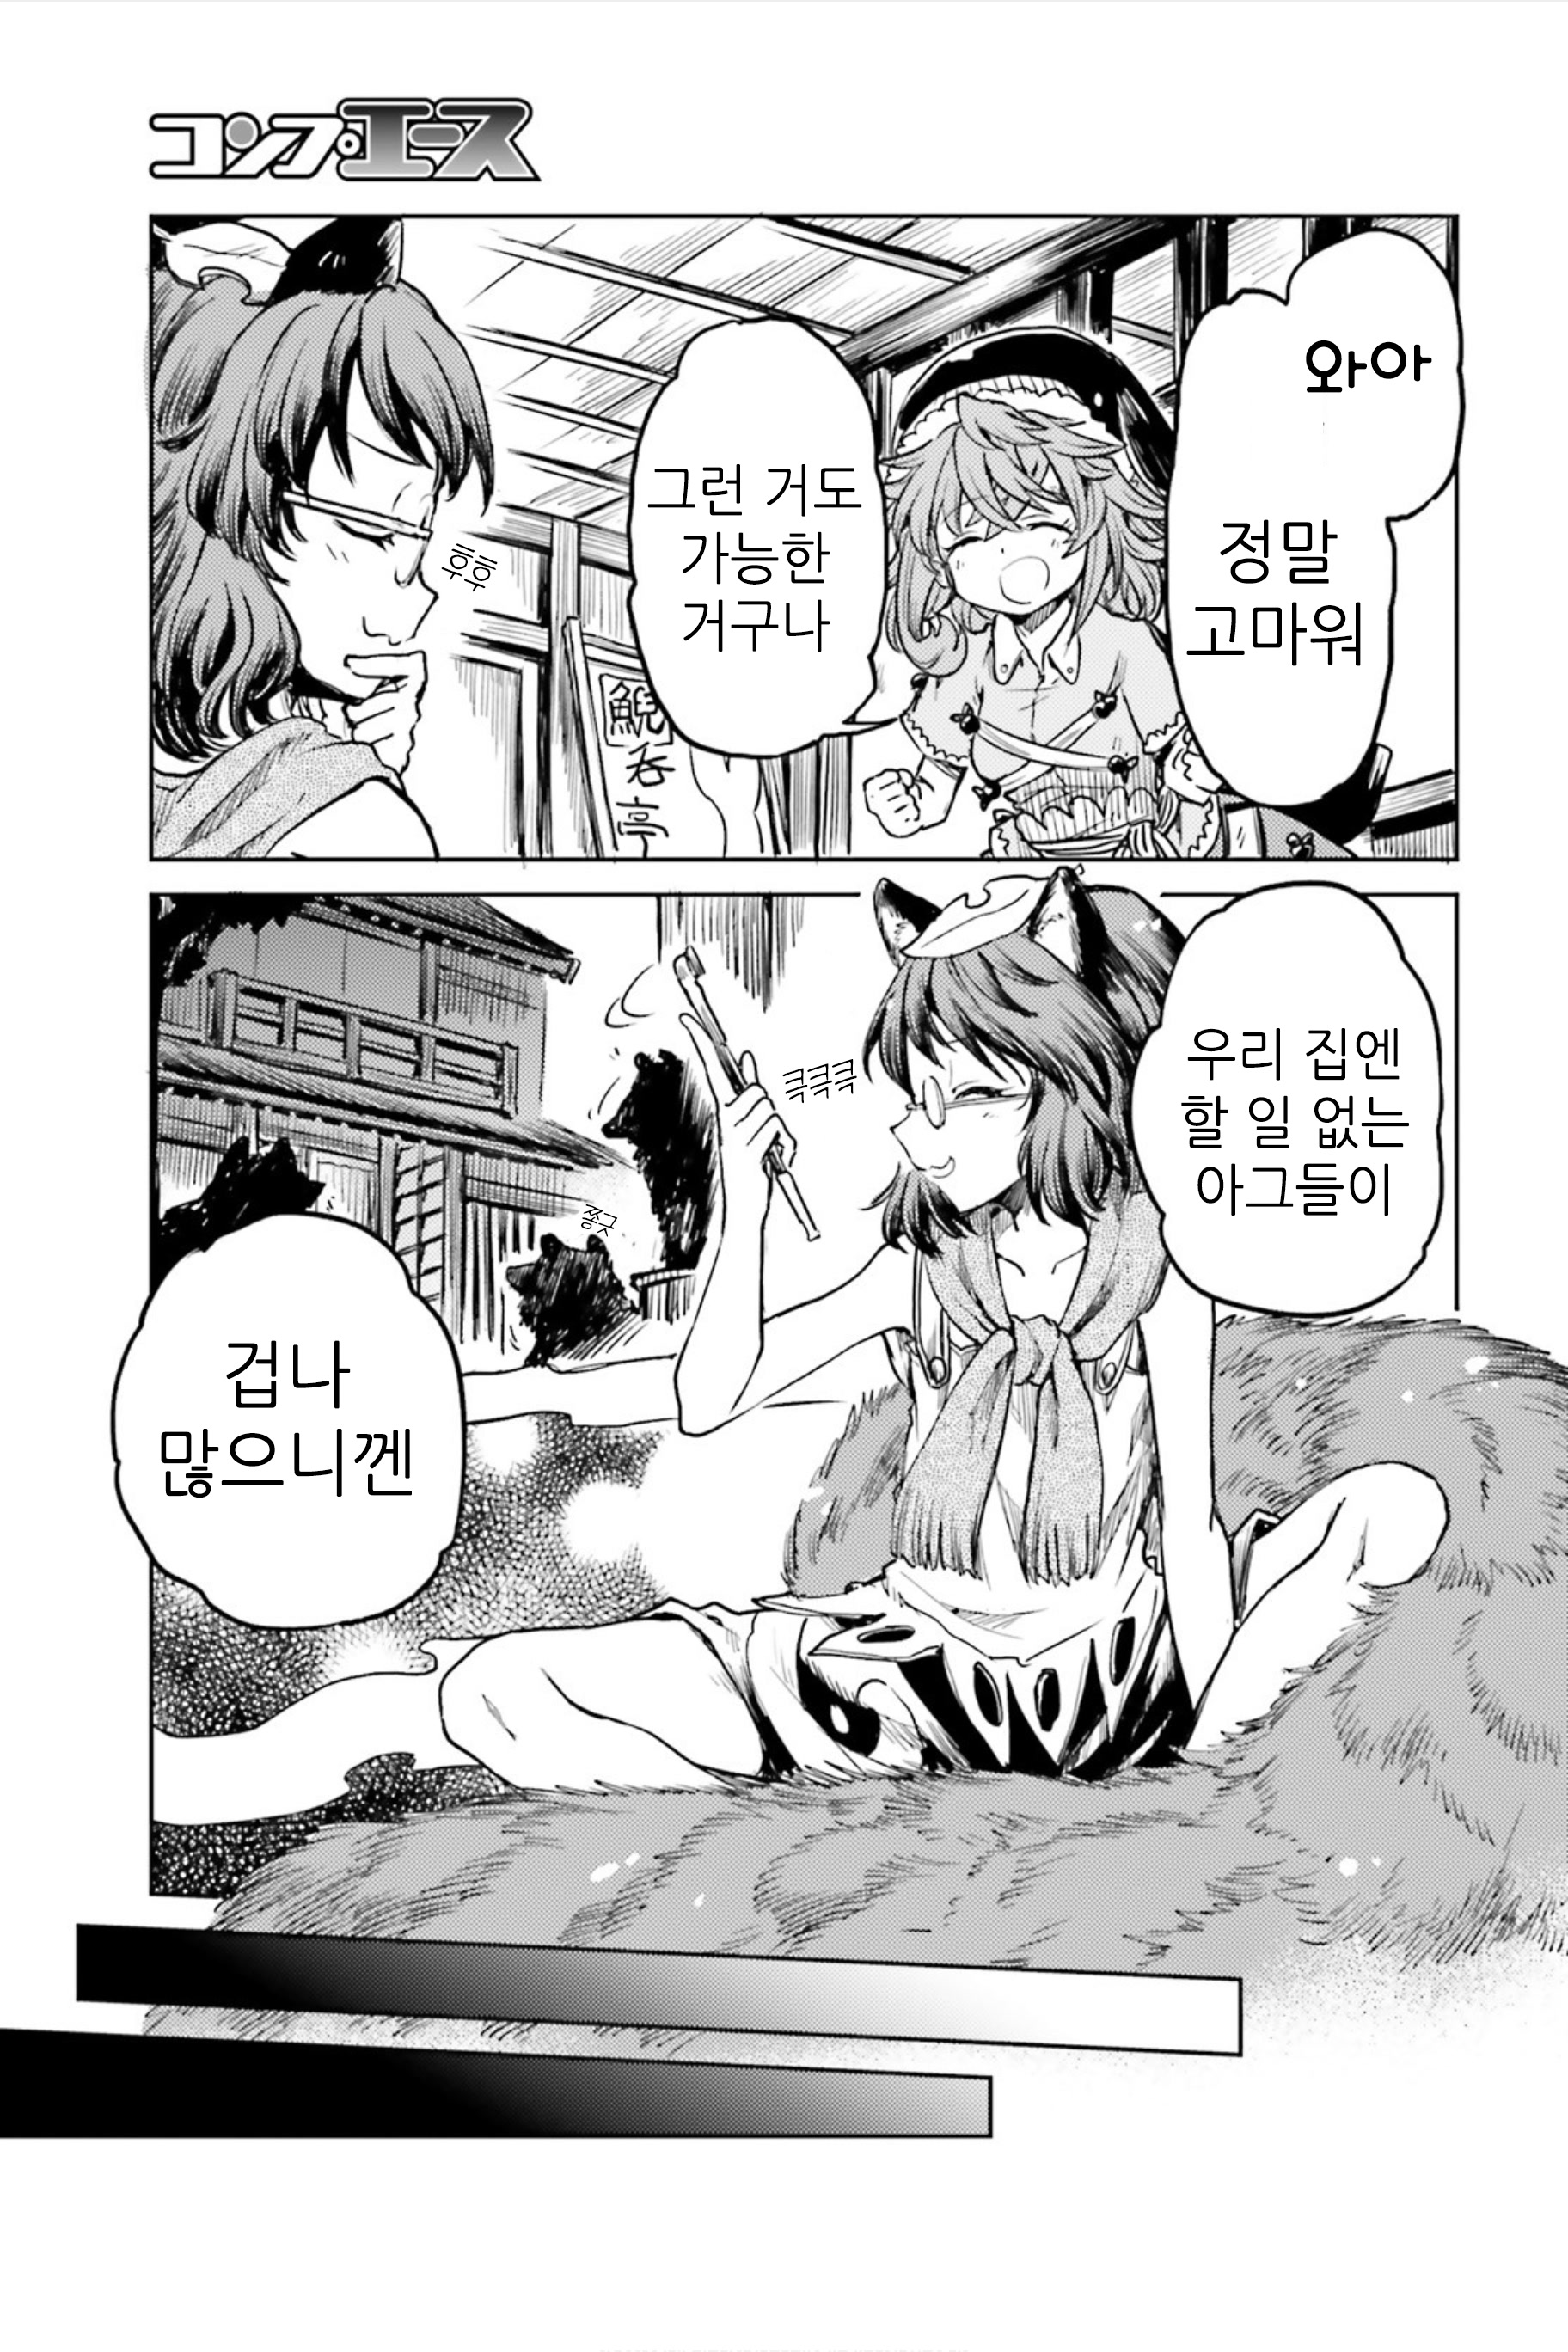 コンプエース
와아
정말
고마워
그런 거도
가능한
거구나
후후
鯢
呑
亭
우리 집엔
할 일 없는
아그들이
큭큭큭
쫑긋
겁나
많으니껜